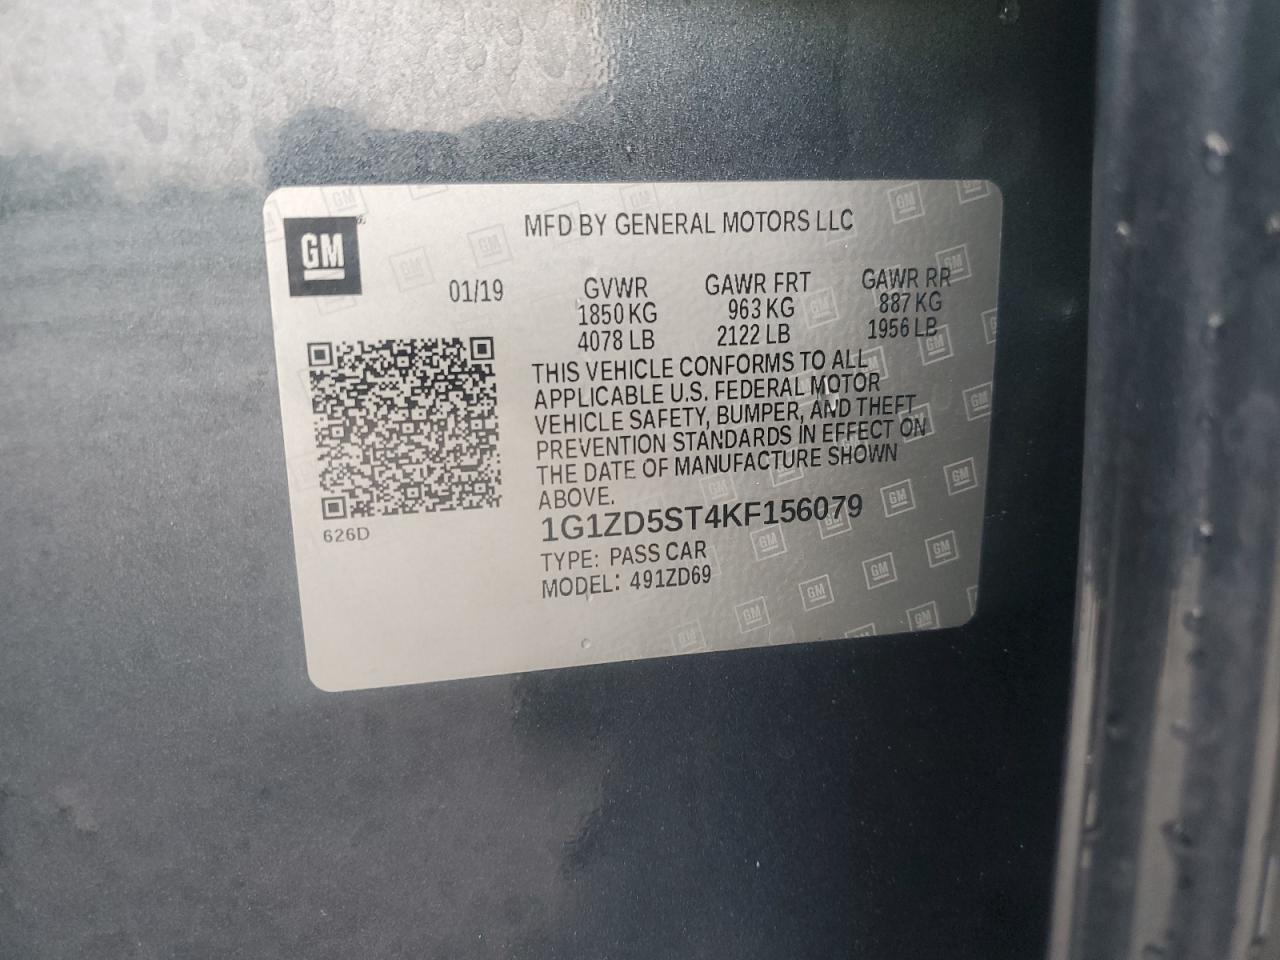 GM
MFD BY GENERAL MOTORS LLC
01/19
GVWR GAWR FRT GAWR RR
1850 KG 963 KG 887 KG
4078 LB 2122 LB 1956 LB
THIS VEHICLE CONFORMS TO ALL
APPLICABLE U.S. FEDERAL MOTOR
VEHICLE SAFETY, BUMPER, AND THEFT
PREVENTION STANDARDS IN EFFECT ON
THE DATE OF MANUFACTURE SHOWN
ABOVE.
626D
1G1ZD5ST4KF156079
TYPE: PASS CAR
MODEL: 491ZD69